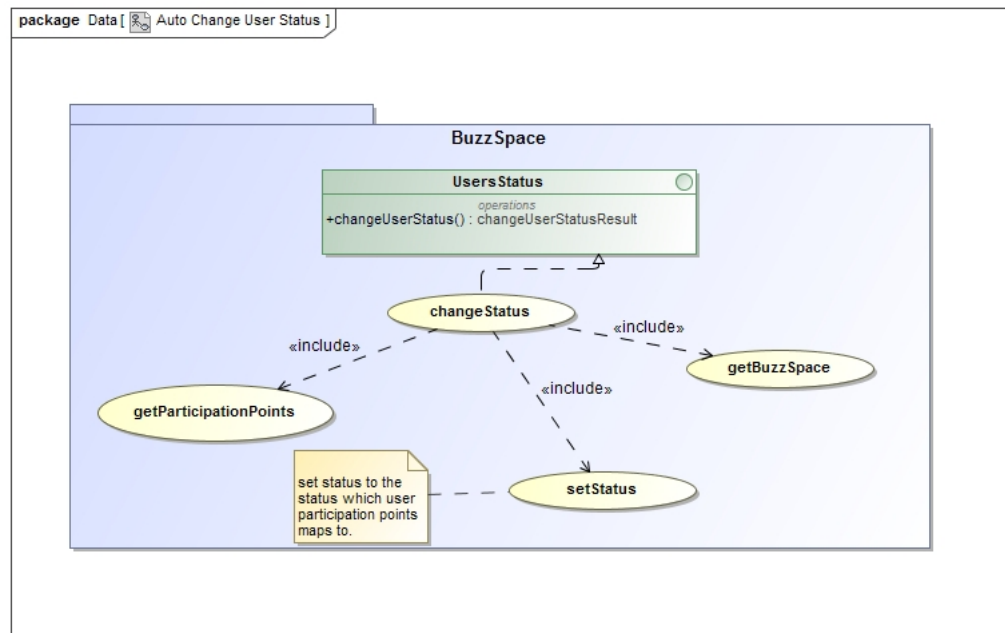 package Data [ Auto Change User Status ]
BuzzSpace
UsersStatus
operations
+changeUserStatus() : changeUserStatusResult
changeStatus
«include»
«include»
getBuzzSpace
«include»
getParticipationPoints
set status to the
status which user
participation points
maps to.
setStatus